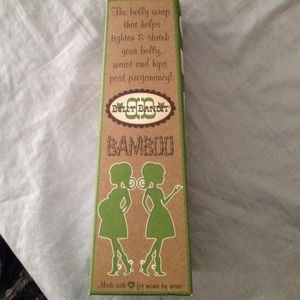 The belly wrap
that helps
tighten & shrink
your belly,
waist and hips
post pregnancy!
BELLY BANDIT
BAMBOO
Made with ♥ for moms by moms!